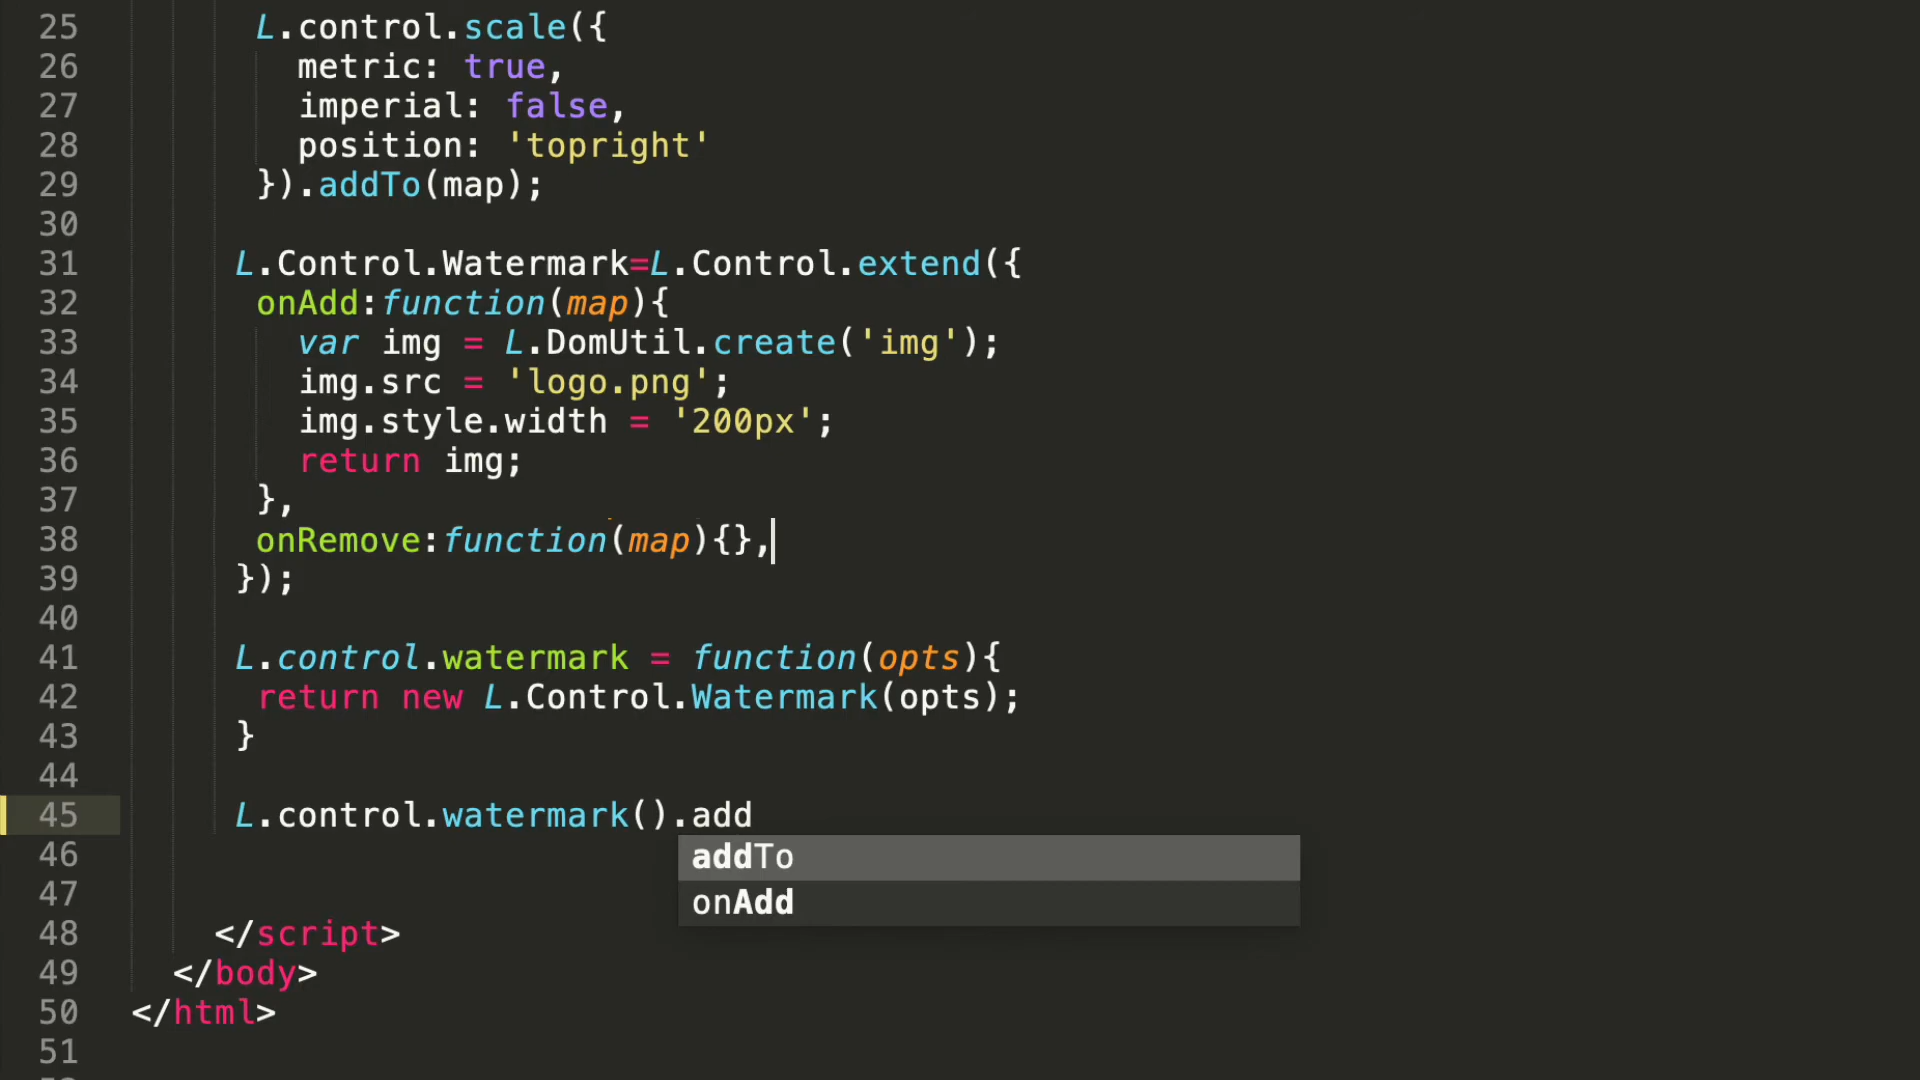 25 L.control.scale({
26 metric: true,
27 imperial: false,
28 position: 'topright'
29 }).addTo(map);
30
31 L.Control.Watermark=L.Control.extend({
32 onAdd:function(map){
33 var img = L.DomUtil.create('img');
34 img.src = 'logo.png';
35 img.style.width = '200px';
36 return img;
37 },
38 onRemove:function(map){},
39 });
40
41 L.control.watermark = function(opts){
42 return new L.Control.Watermark(opts);
43 }
44
45 L.control.watermark().add
46 addTo
47 onAdd
48 </script>
49 </body>
50 </html>
51